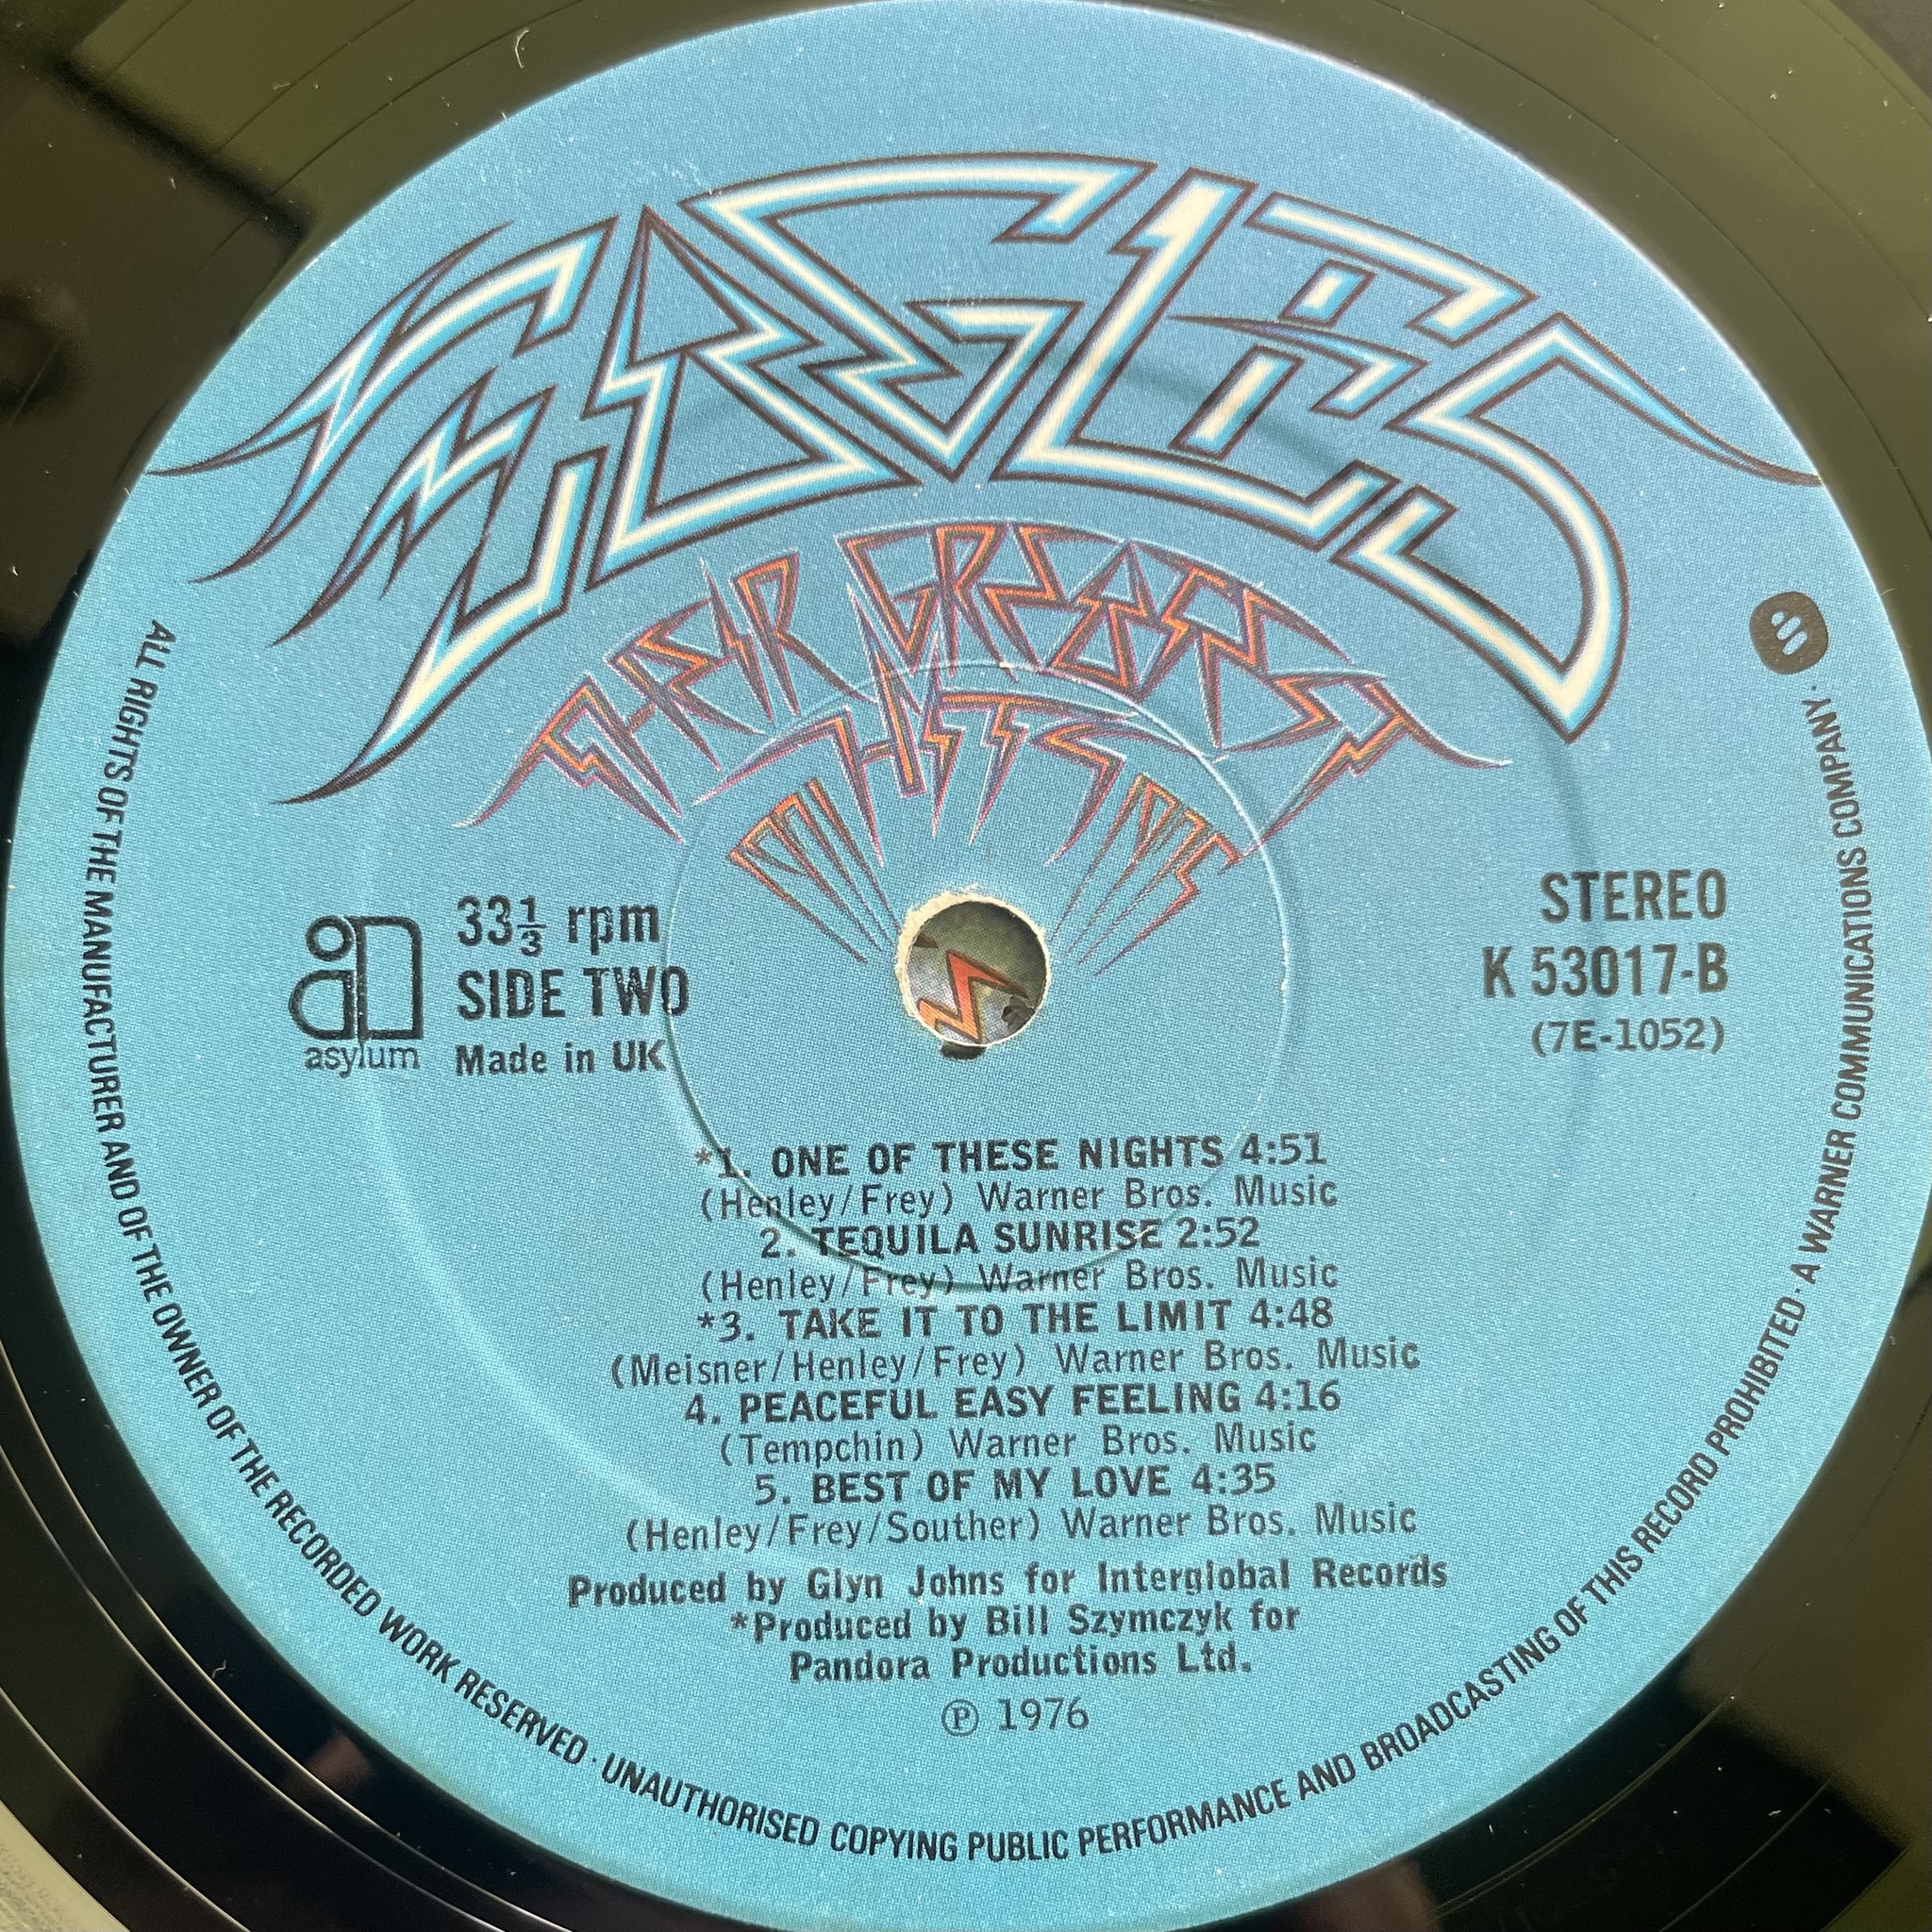 EAGLES
THEIR GREATEST
HITS
asylum
33⅓ rpm
SIDE TWO
Made in UK
STEREO
K 53017-B
(7E-1052)
*1. ONE OF THESE NIGHTS 4:51
(Henley/Frey) Warner Bros. Music
2. TEQUILA SUNRISE 2:52
(Henley/Frey) Warner Bros. Music
*3. TAKE IT TO THE LIMIT 4:48
(Meisner/Henley/Frey) Warner Bros. Music
4. PEACEFUL EASY FEELING 4:16
(Tempchin) Warner Bros. Music
5. BEST OF MY LOVE 4:35
(Henley/Frey/Souther) Warner Bros. Music
Produced by Glyn Johns for Interglobal Records
*Produced by Bill Szymczyk for
Pandora Productions Ltd.
℗ 1976
ALL RIGHTS OF THE MANUFACTURER AND OF THE OWNER OF THE RECORDED WORK RESERVED · UNAUTHORISED COPYING PUBLIC PERFORMANCE AND BROADCASTING OF THIS RECORD PROHIBITED · A WARNER COMMUNICATIONS COMPANY ·